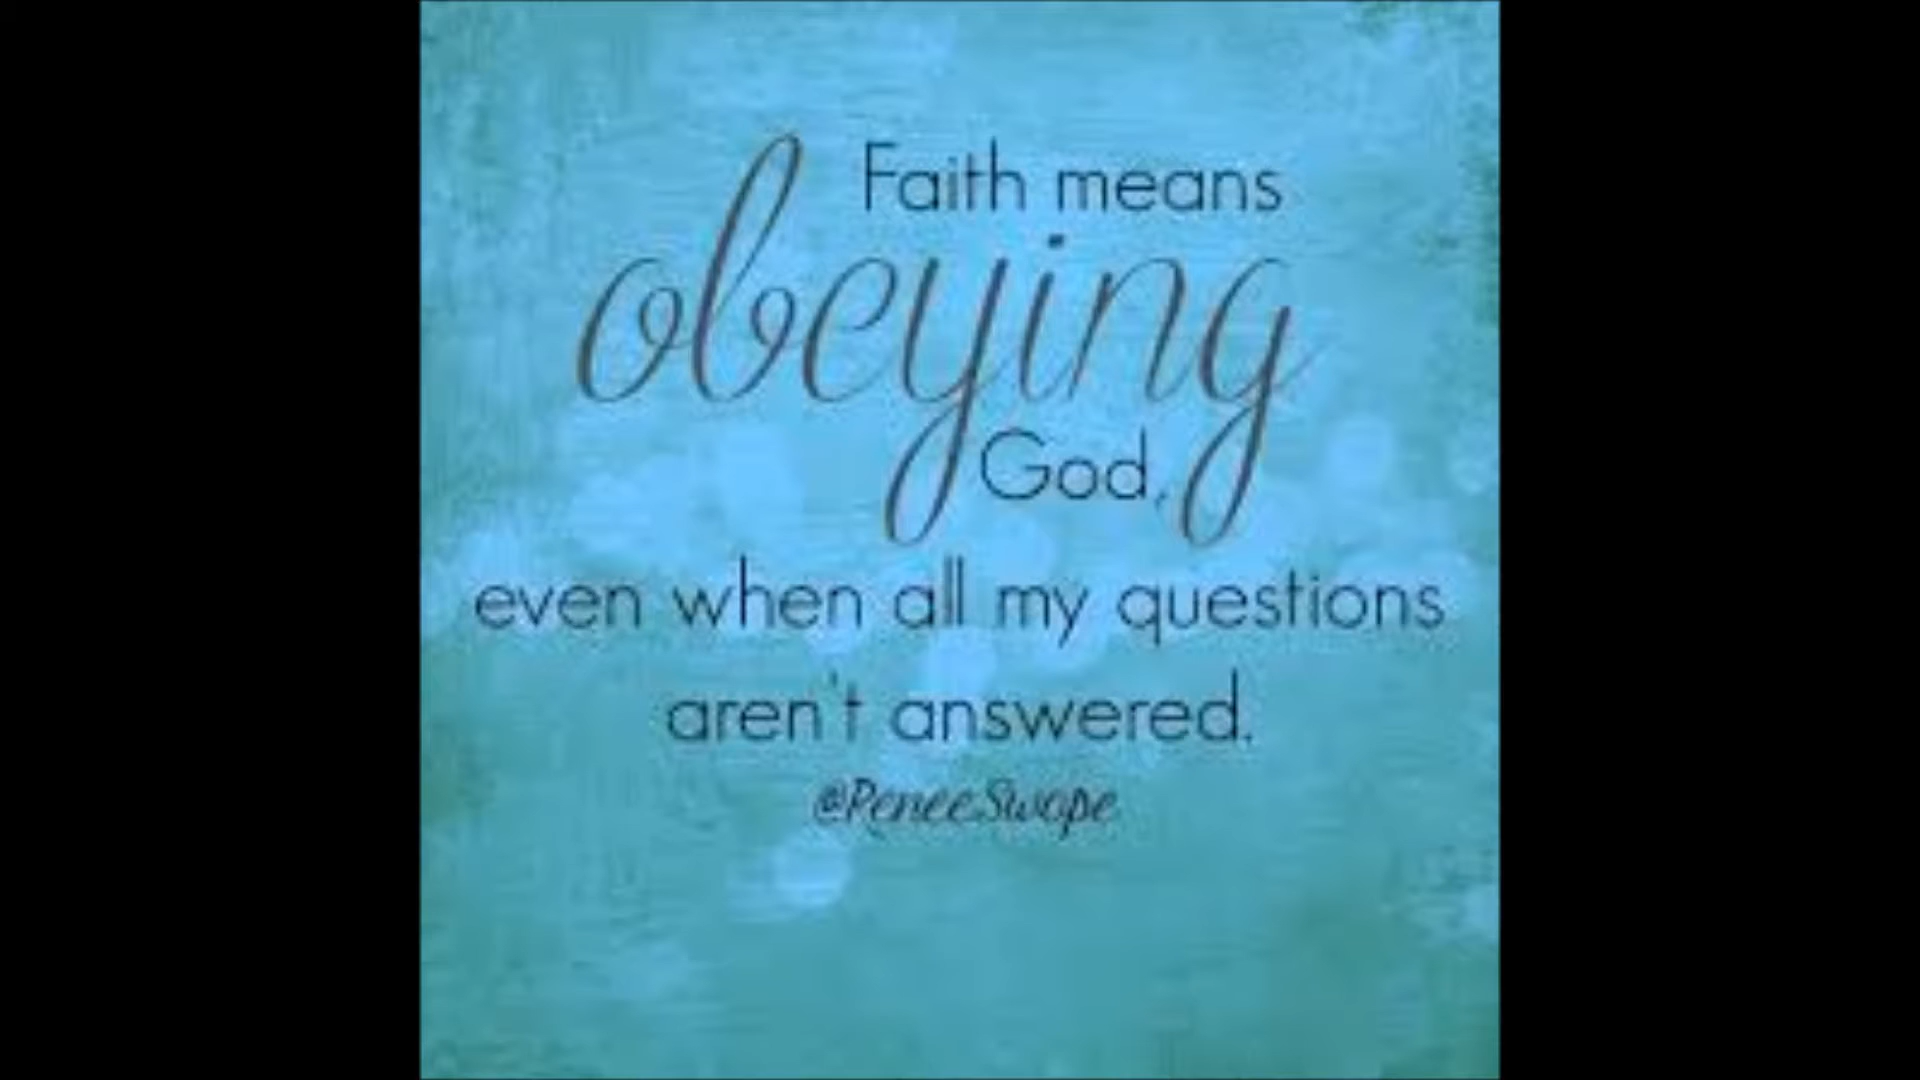 Faith means
obeying
God,
even when all my questions
aren't answered.
@ReneeSwope